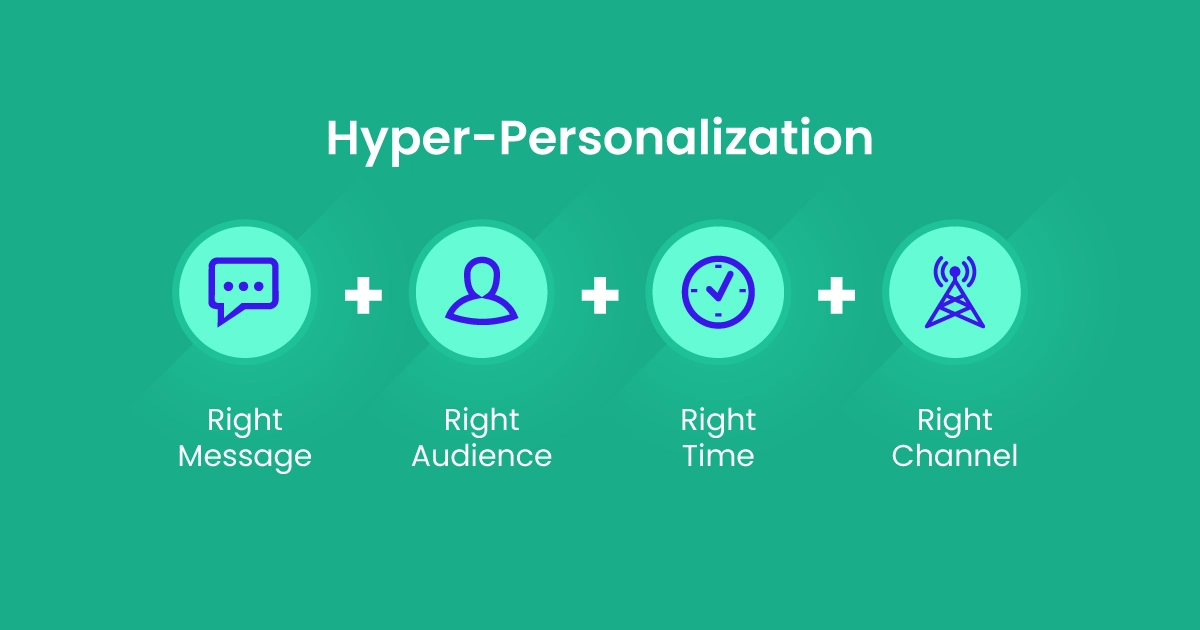 Hyper-Personalization
Right
Message
Right
Audience
Right
Time
Right
Channel